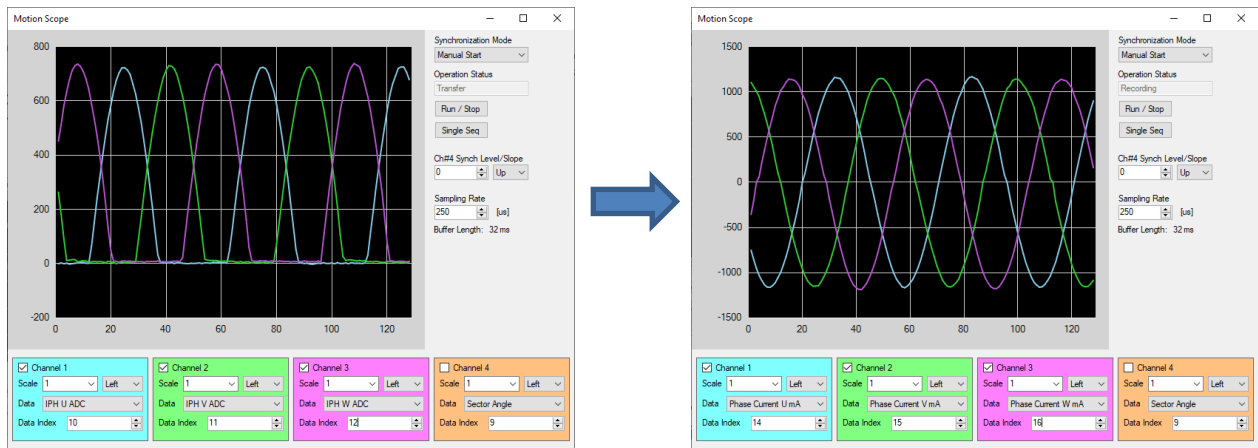 Motion Scope
800
600
400
200
0
-200
0 20 40 60 80 100 120
Synchronization Mode
Manual Start
Operation Status
Transfer
Run / Stop
Single Seq
Ch#4 Synch Level/Slope
0 Up
Sampling Rate
250 [us]
Buffer Length: 32 ms
Channel 1
Scale 1 Left
Data IPH U ADC
Data Index 10
Channel 2
Scale 1 Left
Data IPH V ADC
Data Index 11
Channel 3
Scale 1 Left
Data IPH W ADC
Data Index 12
Channel 4
Scale 1 Left
Data Sector Angle
Data Index 9
Motion Scope
1500
1000
500
0
-500
-1000
-1500
0 20 40 60 80 100 120
Synchronization Mode
Manual Start
Operation Status
Recording
Run / Stop
Single Seq
Ch#4 Synch Level/Slope
0 Up
Sampling Rate
250 [us]
Buffer Length: 32 ms
Channel 1
Scale 1 Left
Data Phase Current U mA
Data Index 14
Channel 2
Scale 1 Left
Data Phase Current V mA
Data Index 15
Channel 3
Scale 1 Left
Data Phase Current W mA
Data Index 16
Channel 4
Scale 1 Left
Data Sector Angle
Data Index 9